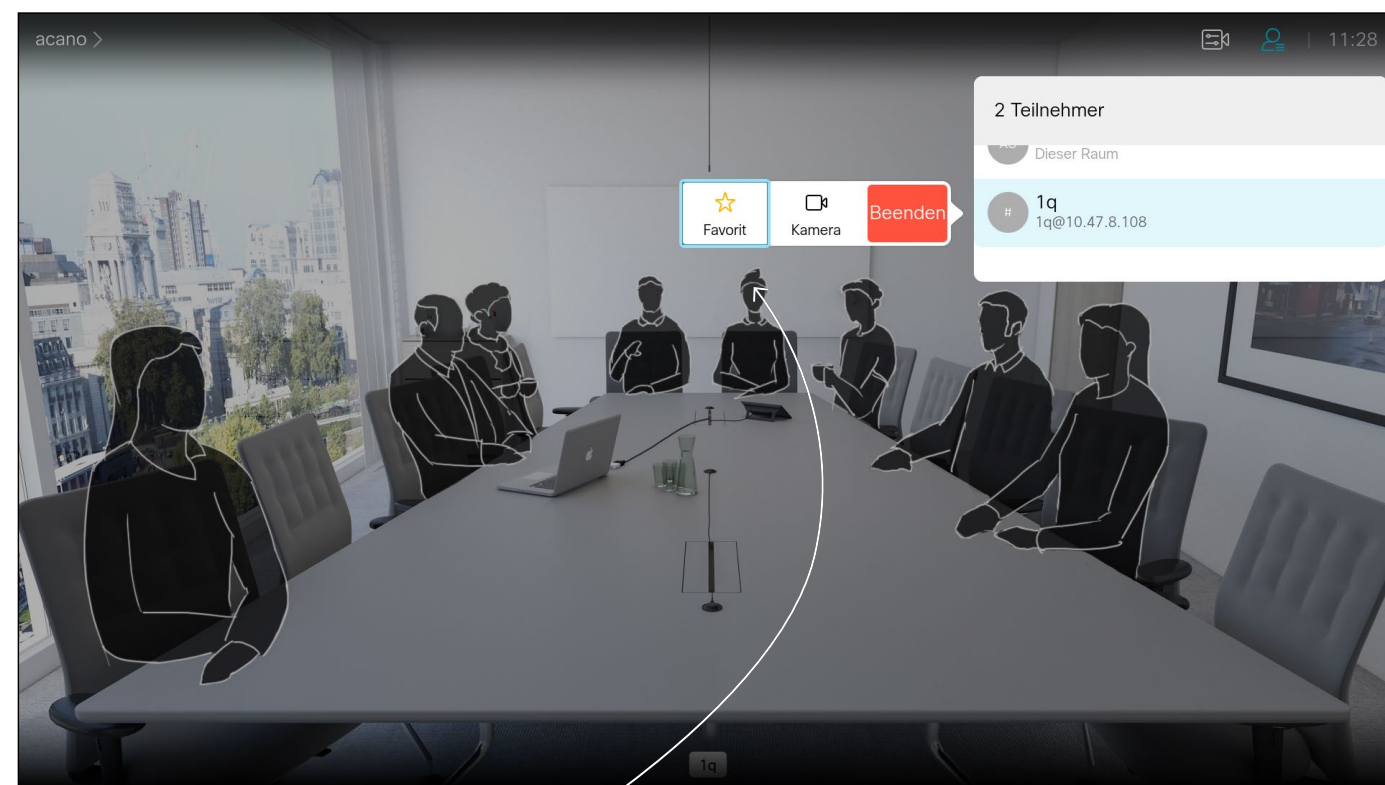 acano
11:28
2 Teilnehmer
Dieser Raum
#
1q
1q@10.47.8.108
Favorit
Kamera
Beenden
1q